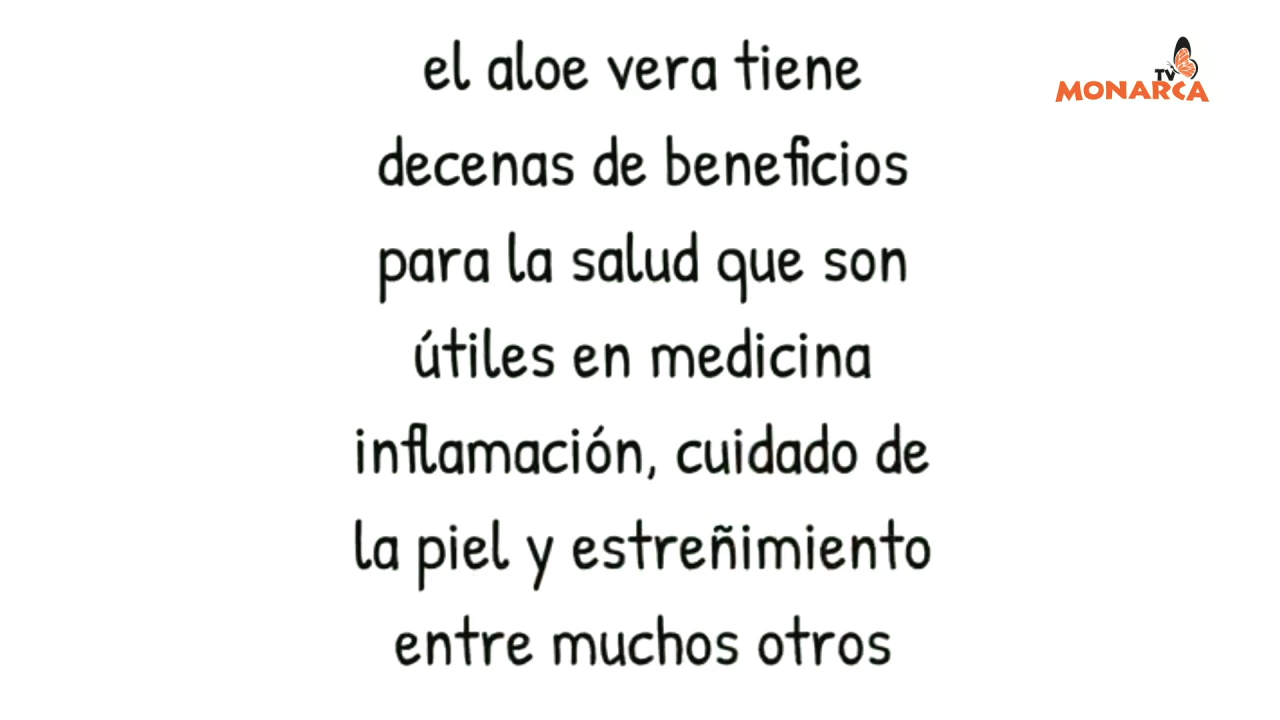 el aloe vera tiene
decenas de beneficios
para la salud que son
útiles en medicina
inflamación, cuidado de
la piel y estreñimiento
entre muchos otros
TV
MONARCA